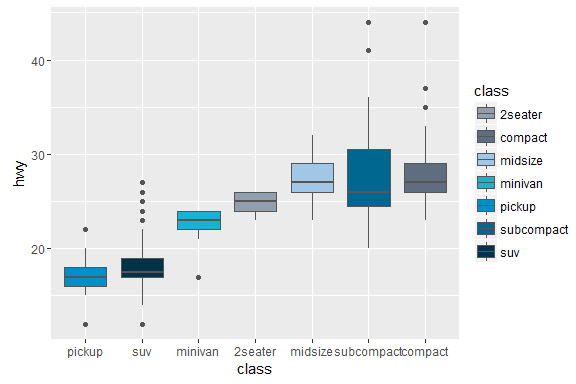 hwy
40
30
20
pickup suv minivan 2seater midsize subcompact compact
class
class
2seater
compact
midsize
minivan
pickup
subcompact
suv